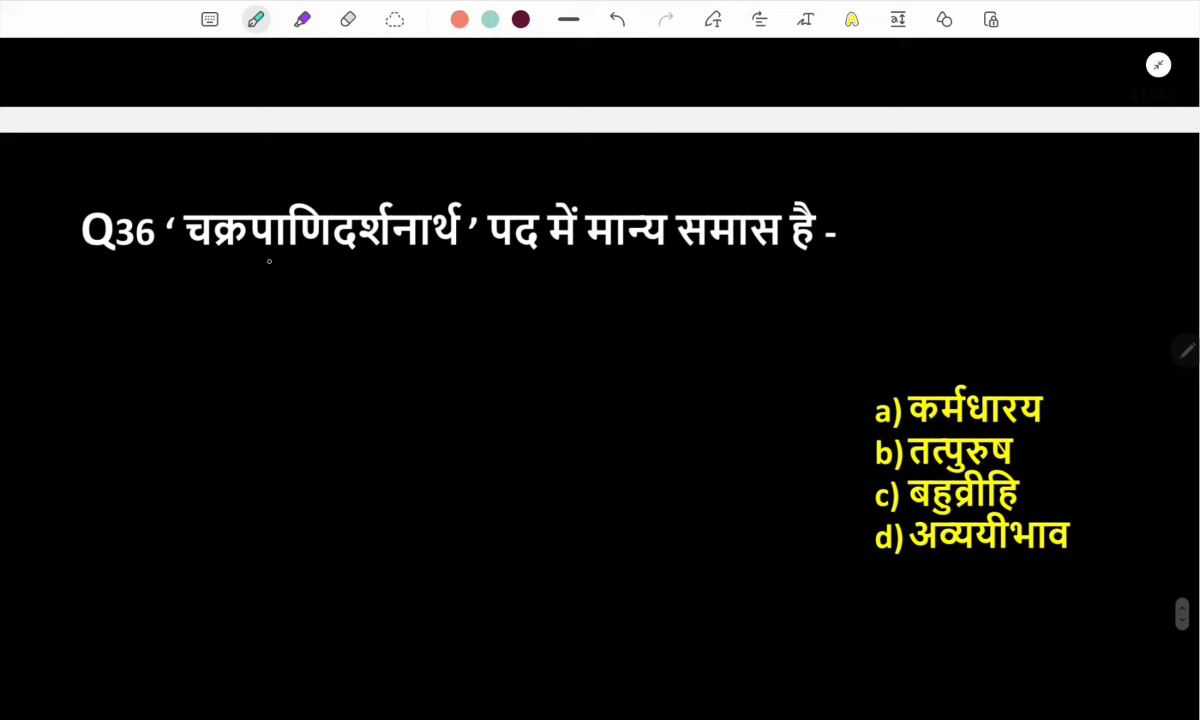 Q36 ‘ चक्रपाणिदर्शनार्थ ’ पद में मान्य समास है -
a) कर्मधारय
b) तत्पुरुष
c) बहुव्रीहि
d) अव्ययीभाव